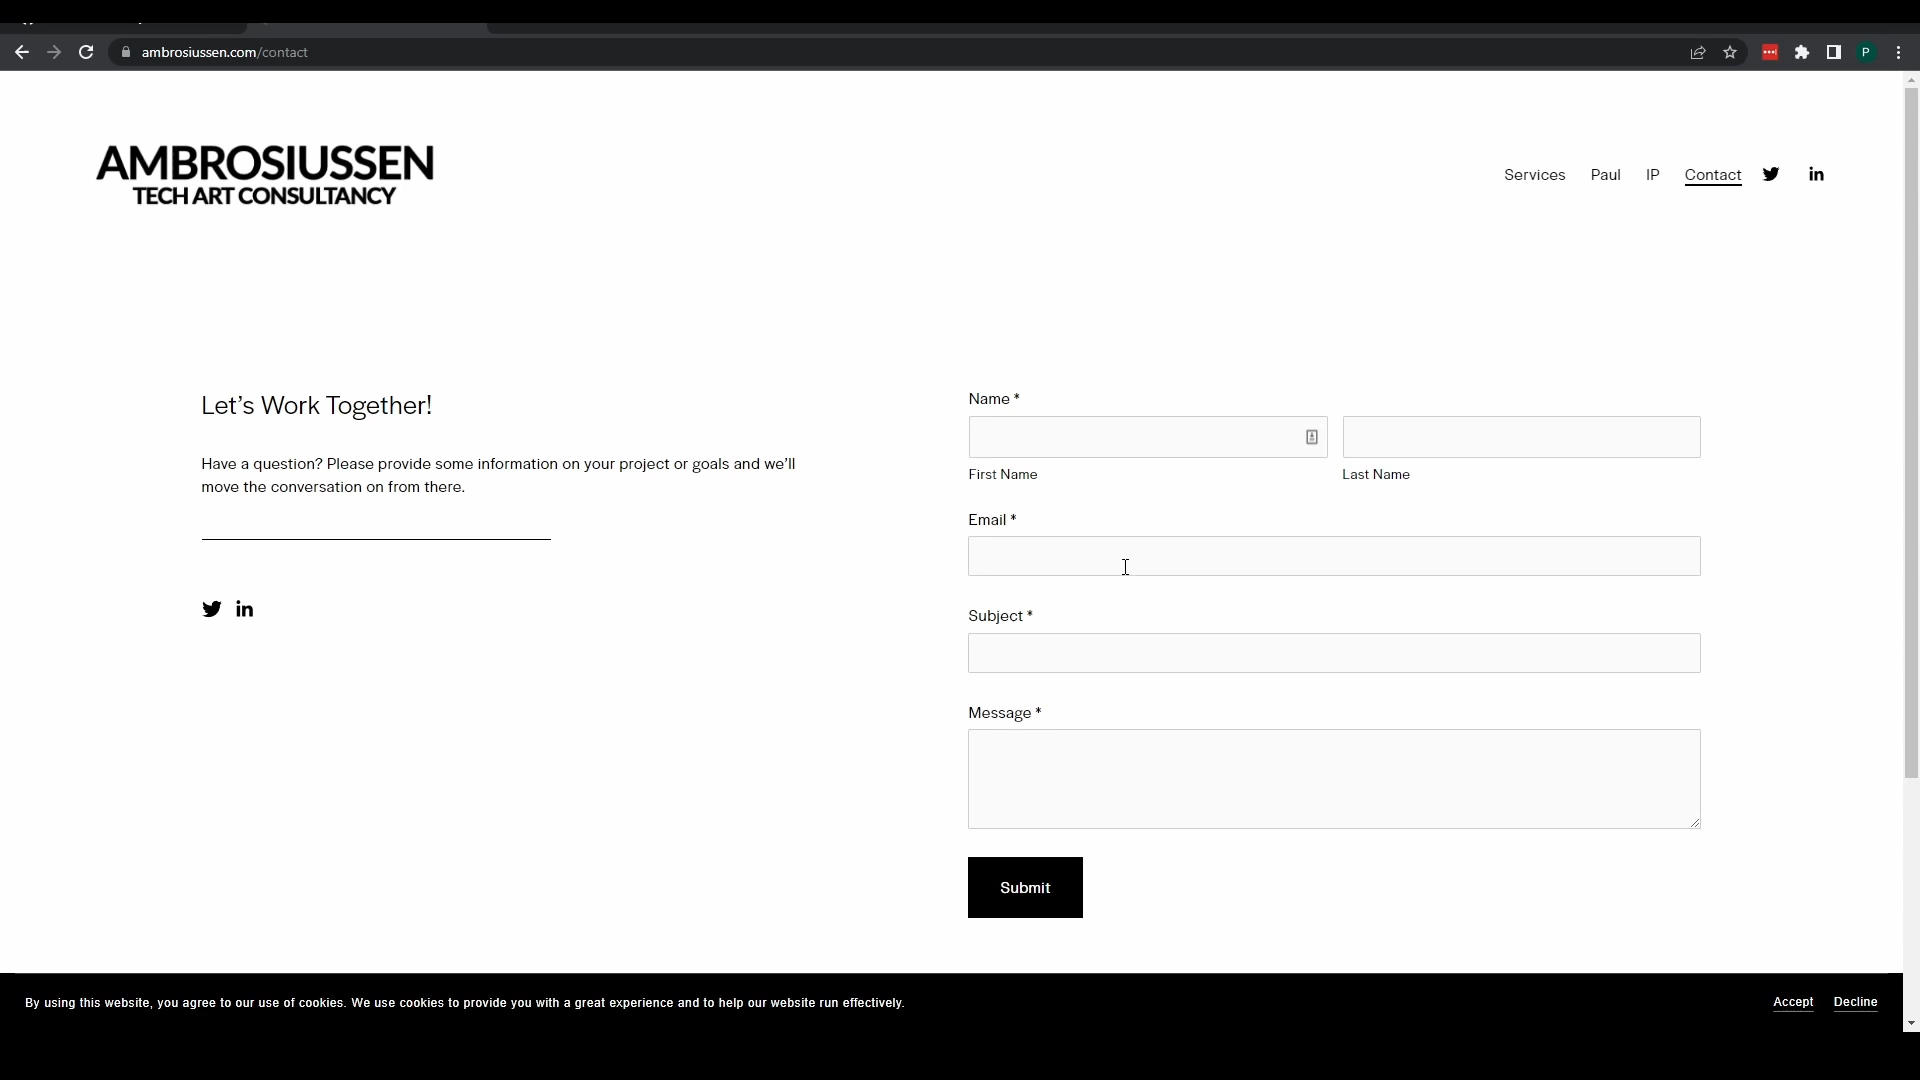 ambrosiussen.com/contact
P
AMBROSIUSSEN
TECH ART CONSULTANCY
Services Paul IP Contact
Let's Work Together!
Have a question? Please provide some information on your project or goals and we'll
move the conversation on from there.
Name *
First Name Last Name
Email *
Subject *
Message *
Submit
By using this website, you agree to our use of cookies. We use cookies to provide you with a great experience and to help our website run effectively.
Accept Decline